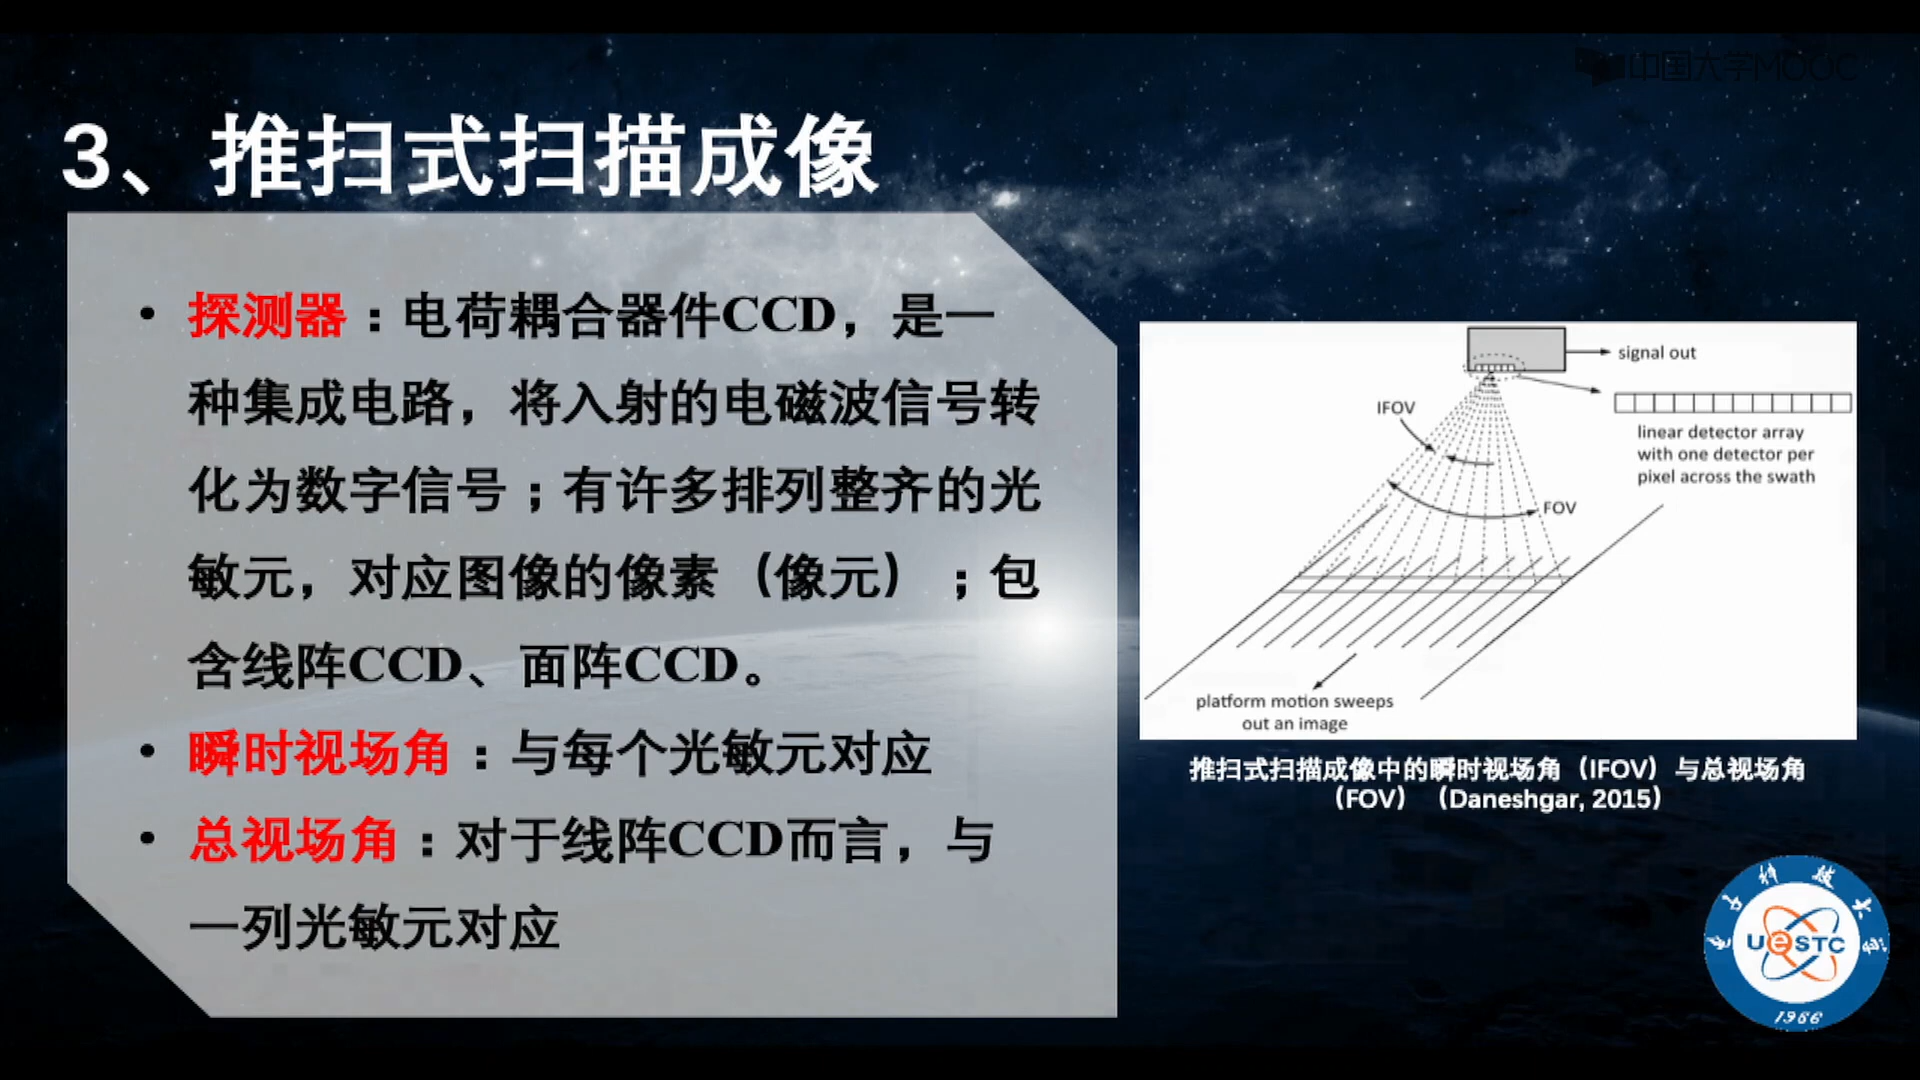 中国大学MOOC
3、推扫式扫描成像
• 探测器：电荷耦合器件CCD，是一
种集成电路，将入射的电磁波信号转
化为数字信号；有许多排列整齐的光
敏元，对应图像的像素（像元）；包
含线阵CCD、面阵CCD。
• 瞬时视场角：与每个光敏元对应
• 总视场角：对于线阵CCD而言，与
一列光敏元对应
signal out
IFOV
linear detector array
with one detector per
pixel across the swath
FOV
platform motion sweeps
out an image
推扫式扫描成像中的瞬时视场角（IFOV）与总视场角
（FOV）（Daneshgar, 2015）
电子科技大学
UeSTC
1966